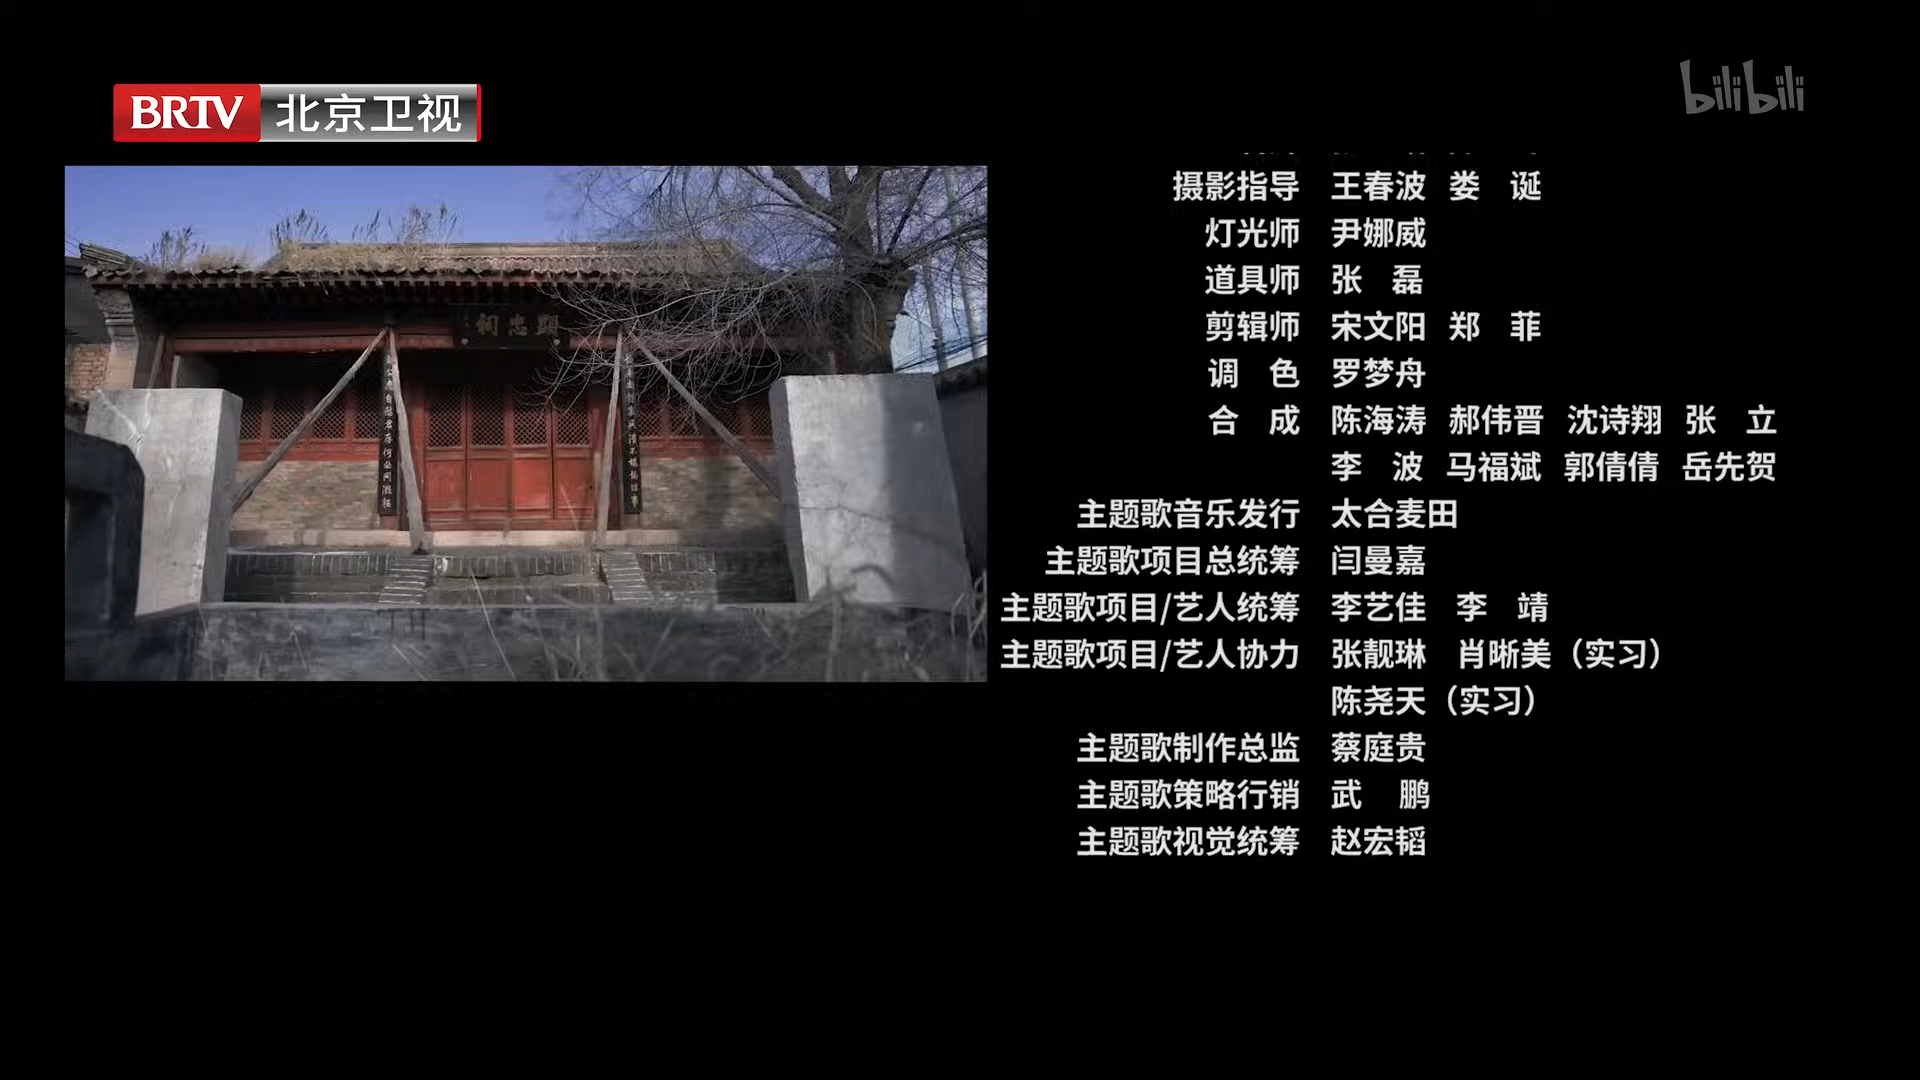 BRTV 北京卫视
bilibili
顯忠祠
摄影指导 王春波 娄 诞
灯光师 尹娜威
道具师 张 磊
剪辑师 宋文阳 郑 菲
调 色 罗梦舟
合 成 陈海涛 郝伟晋 沈诗翔 张 立
李 波 马福斌 郭倩倩 岳先贺
主题歌音乐发行 太合麦田
主题歌项目总统筹 闫曼嘉
主题歌项目/艺人统筹 李艺佳 李 靖
主题歌项目/艺人协力 张靓琳 肖晰美（实习）
陈尧天（实习）
主题歌制作总监 蔡庭贵
主题歌策略行销 武 鹏
主题歌视觉统筹 赵宏韬